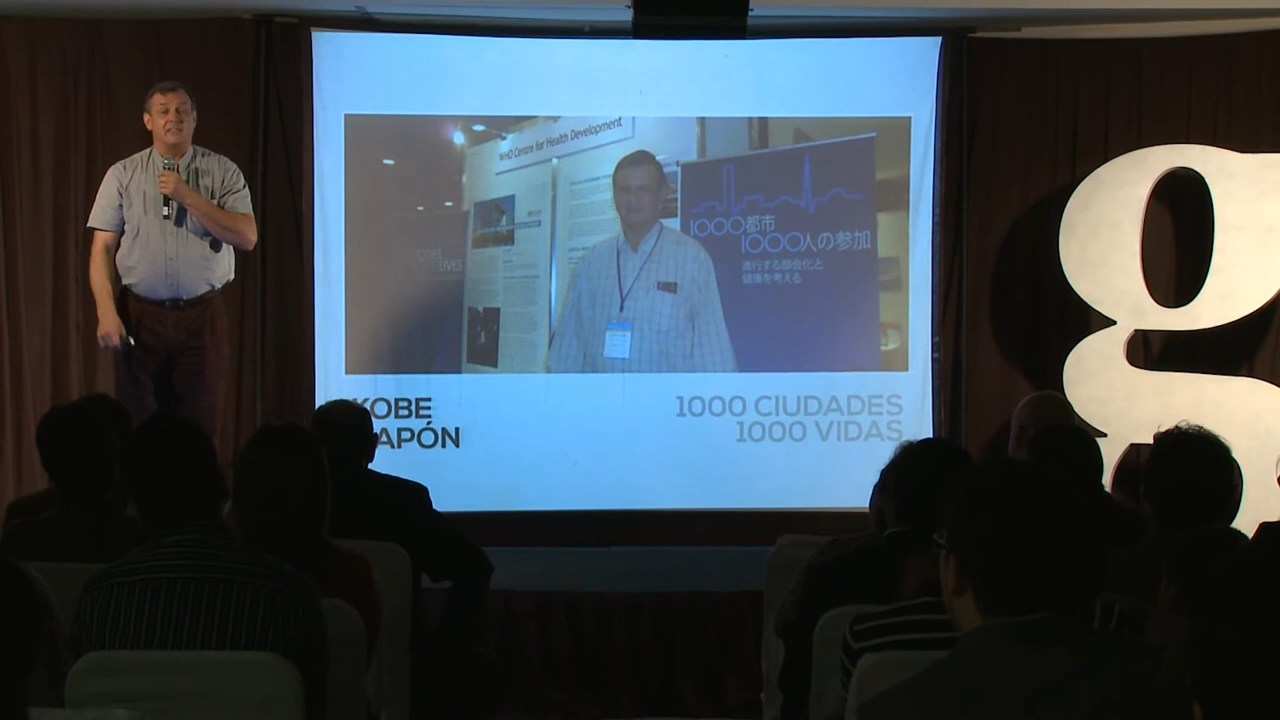 WHO Centre for Health Development
1000都市
1000人の参加
進行する都会化と
健康を考える
LIVES
KOBE
JAPÓN
1000 CIUDADES
1000 VIDAS
g